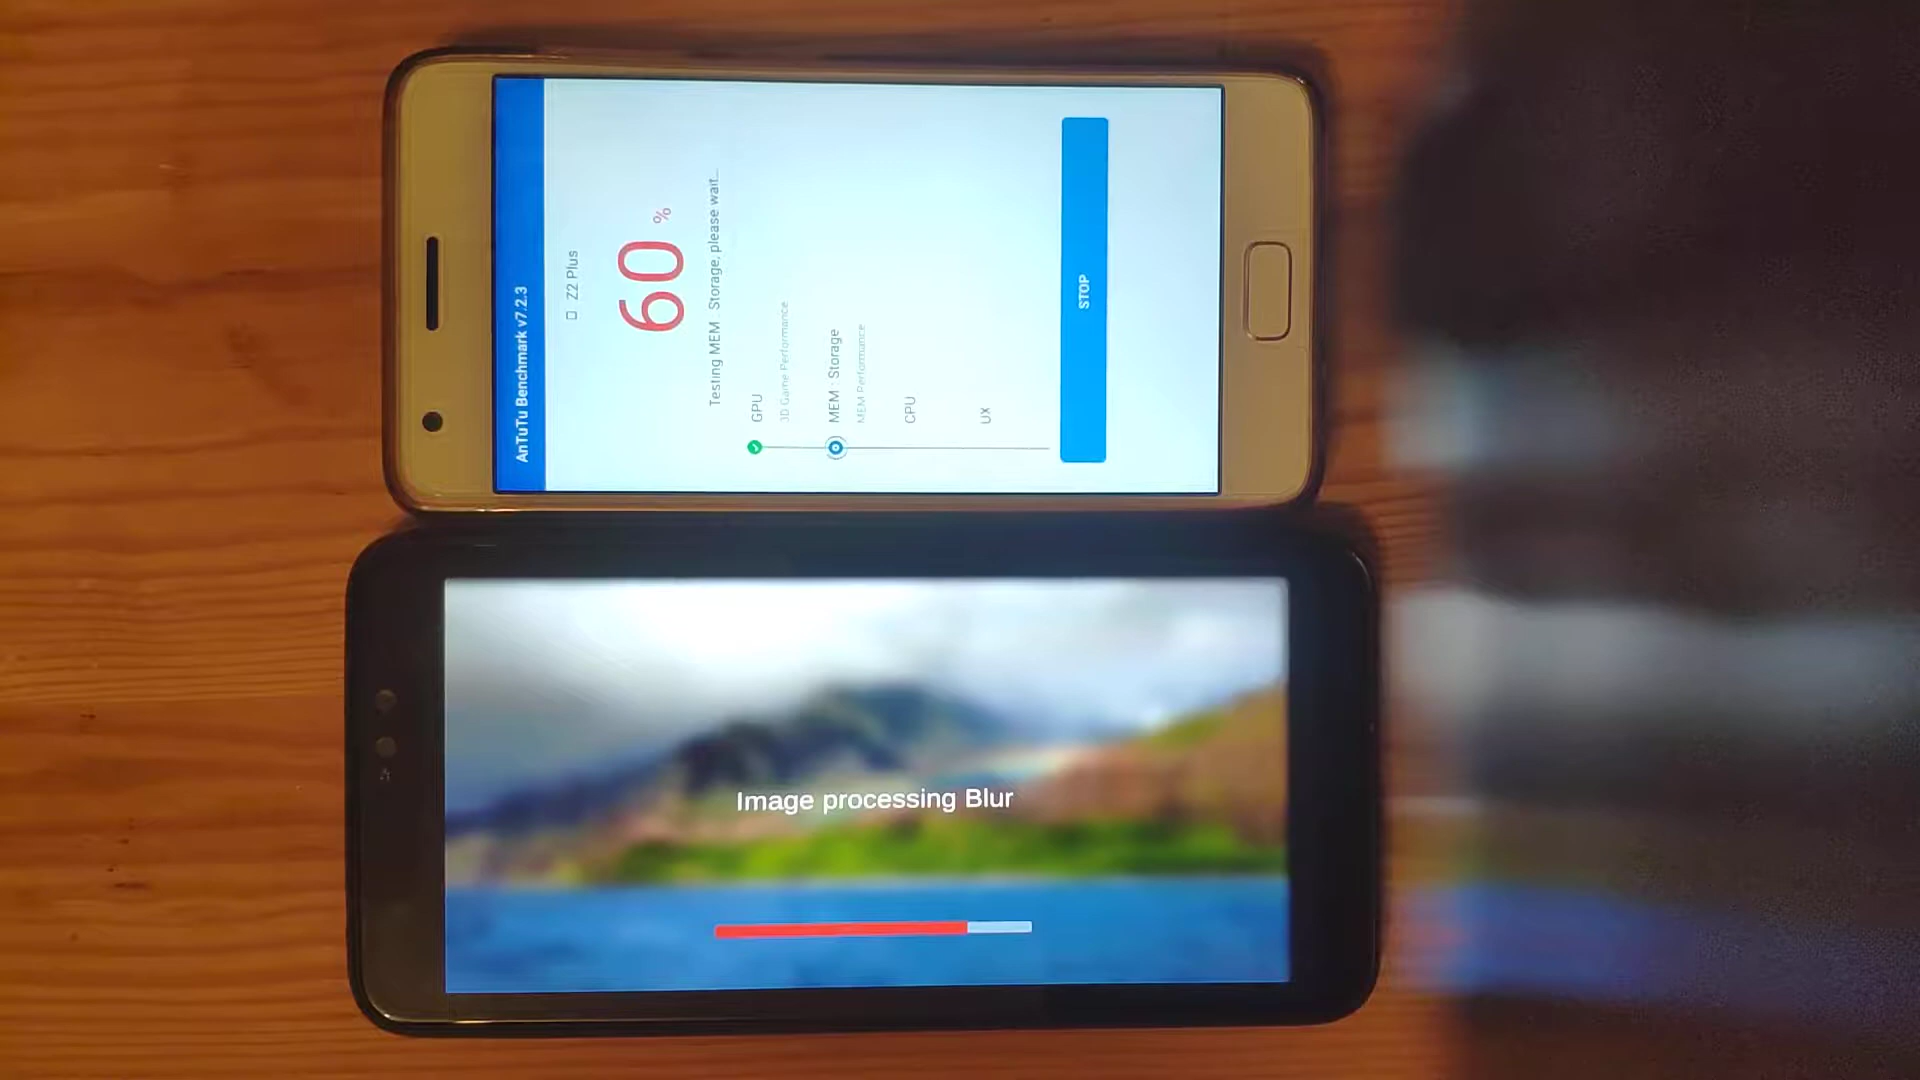 AnTuTu Benchmark v7.2.3
Z2 Plus
60 %
Testing MEM . Storage, please wait...
GPU
3D Game Performance
MEM · Storage
MEM Performance
CPU
UX
STOP
Image processing Blur